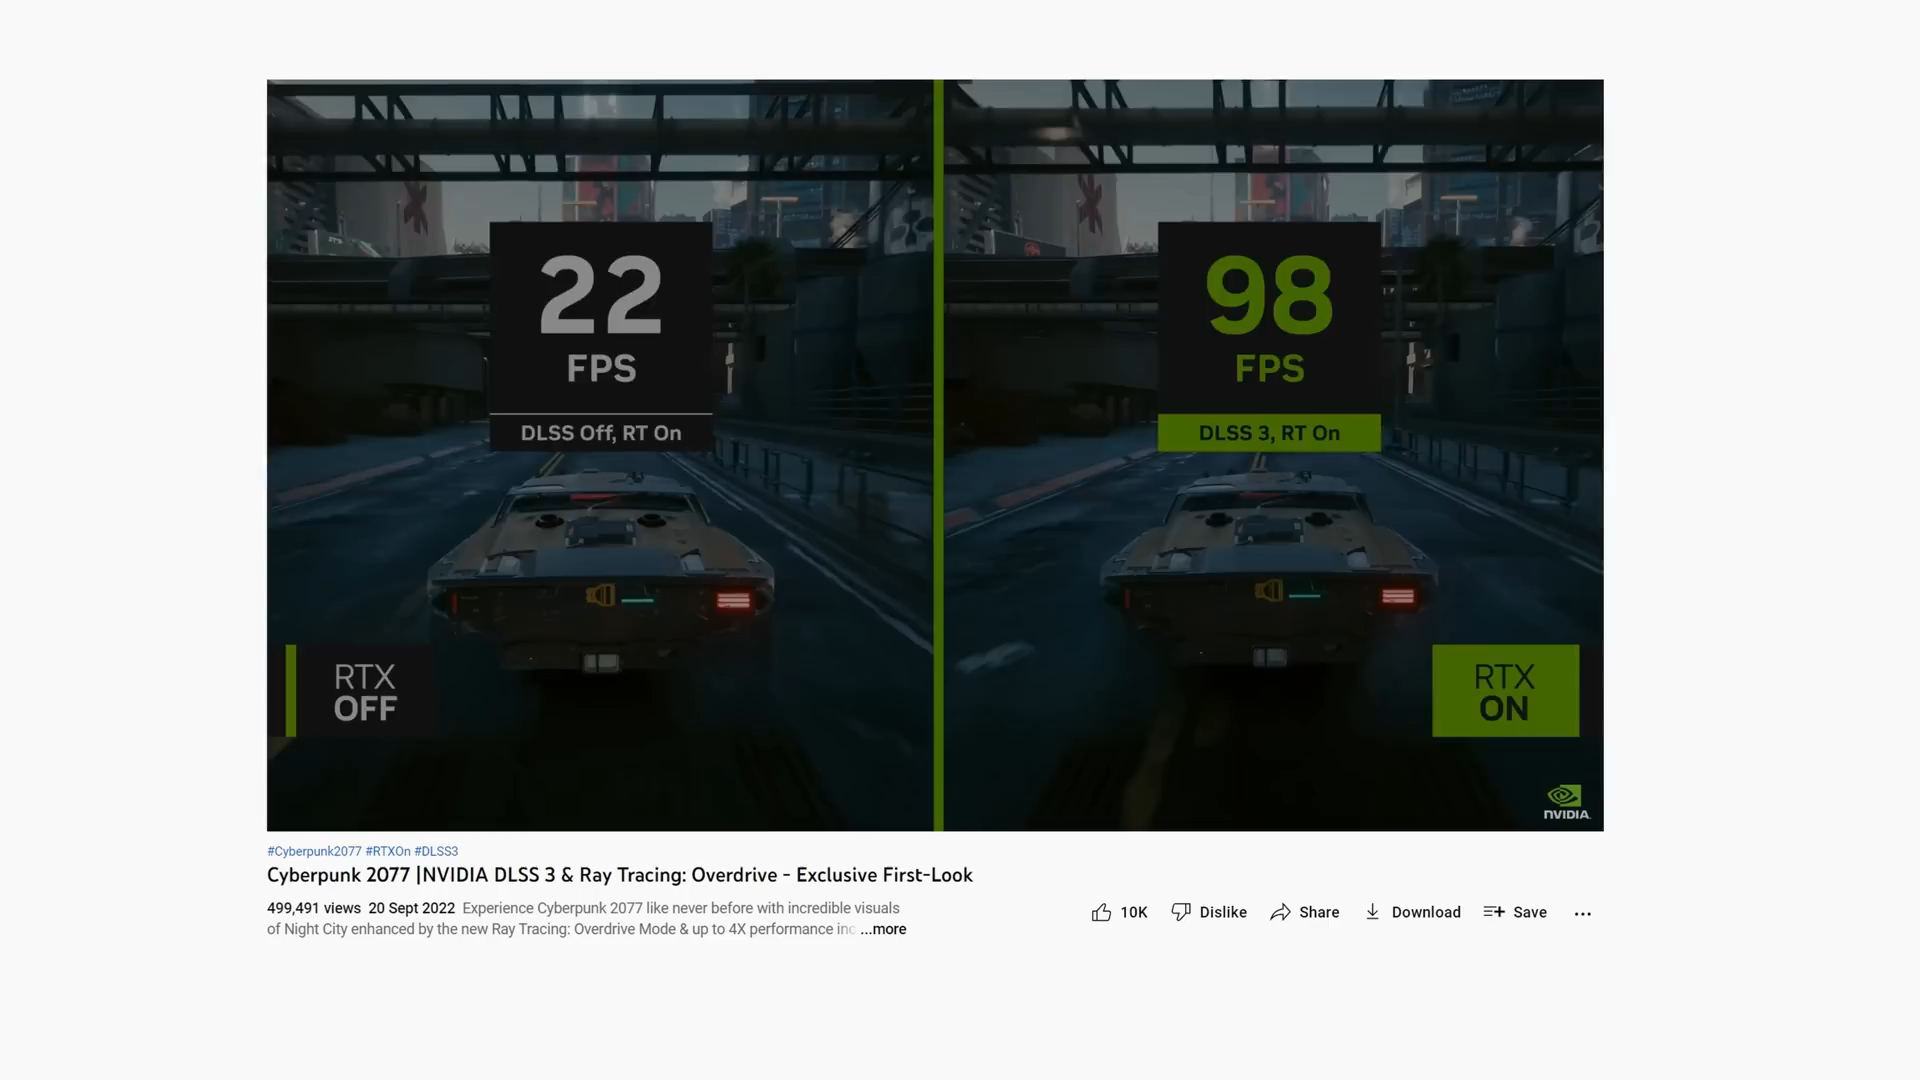 22
FPS
DLSS Off, RT On
98
FPS
DLSS 3, RT On
RTX
OFF
RTX
ON
NVIDIA.
#Cyberpunk2077 #RTXOn #DLSS3
Cyberpunk 2077 |NVIDIA DLSS 3 & Ray Tracing: Overdrive - Exclusive First-Look
499,491 views 20 Sept 2022 Experience Cyberpunk 2077 like never before with incredible visuals
of Night City enhanced by the new Ray Tracing: Overdrive Mode & up to 4X performance inc ...more
10K Dislike Share Download Save ...